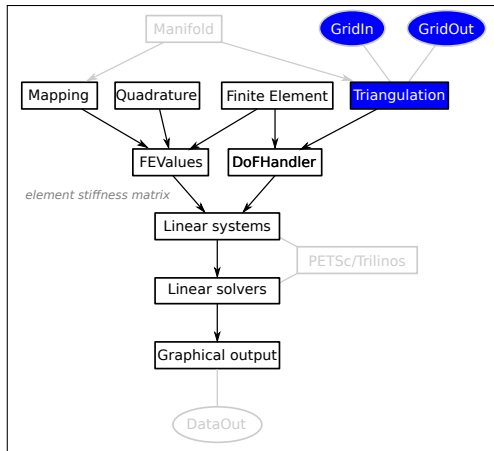 Manifold
GridIn
GridOut
Mapping
Quadrature
Finite Element
Triangulation
FEValues
DoFHandler
element stiffness matrix
Linear systems
PETSc/Trilinos
Linear solvers
Graphical output
DataOut